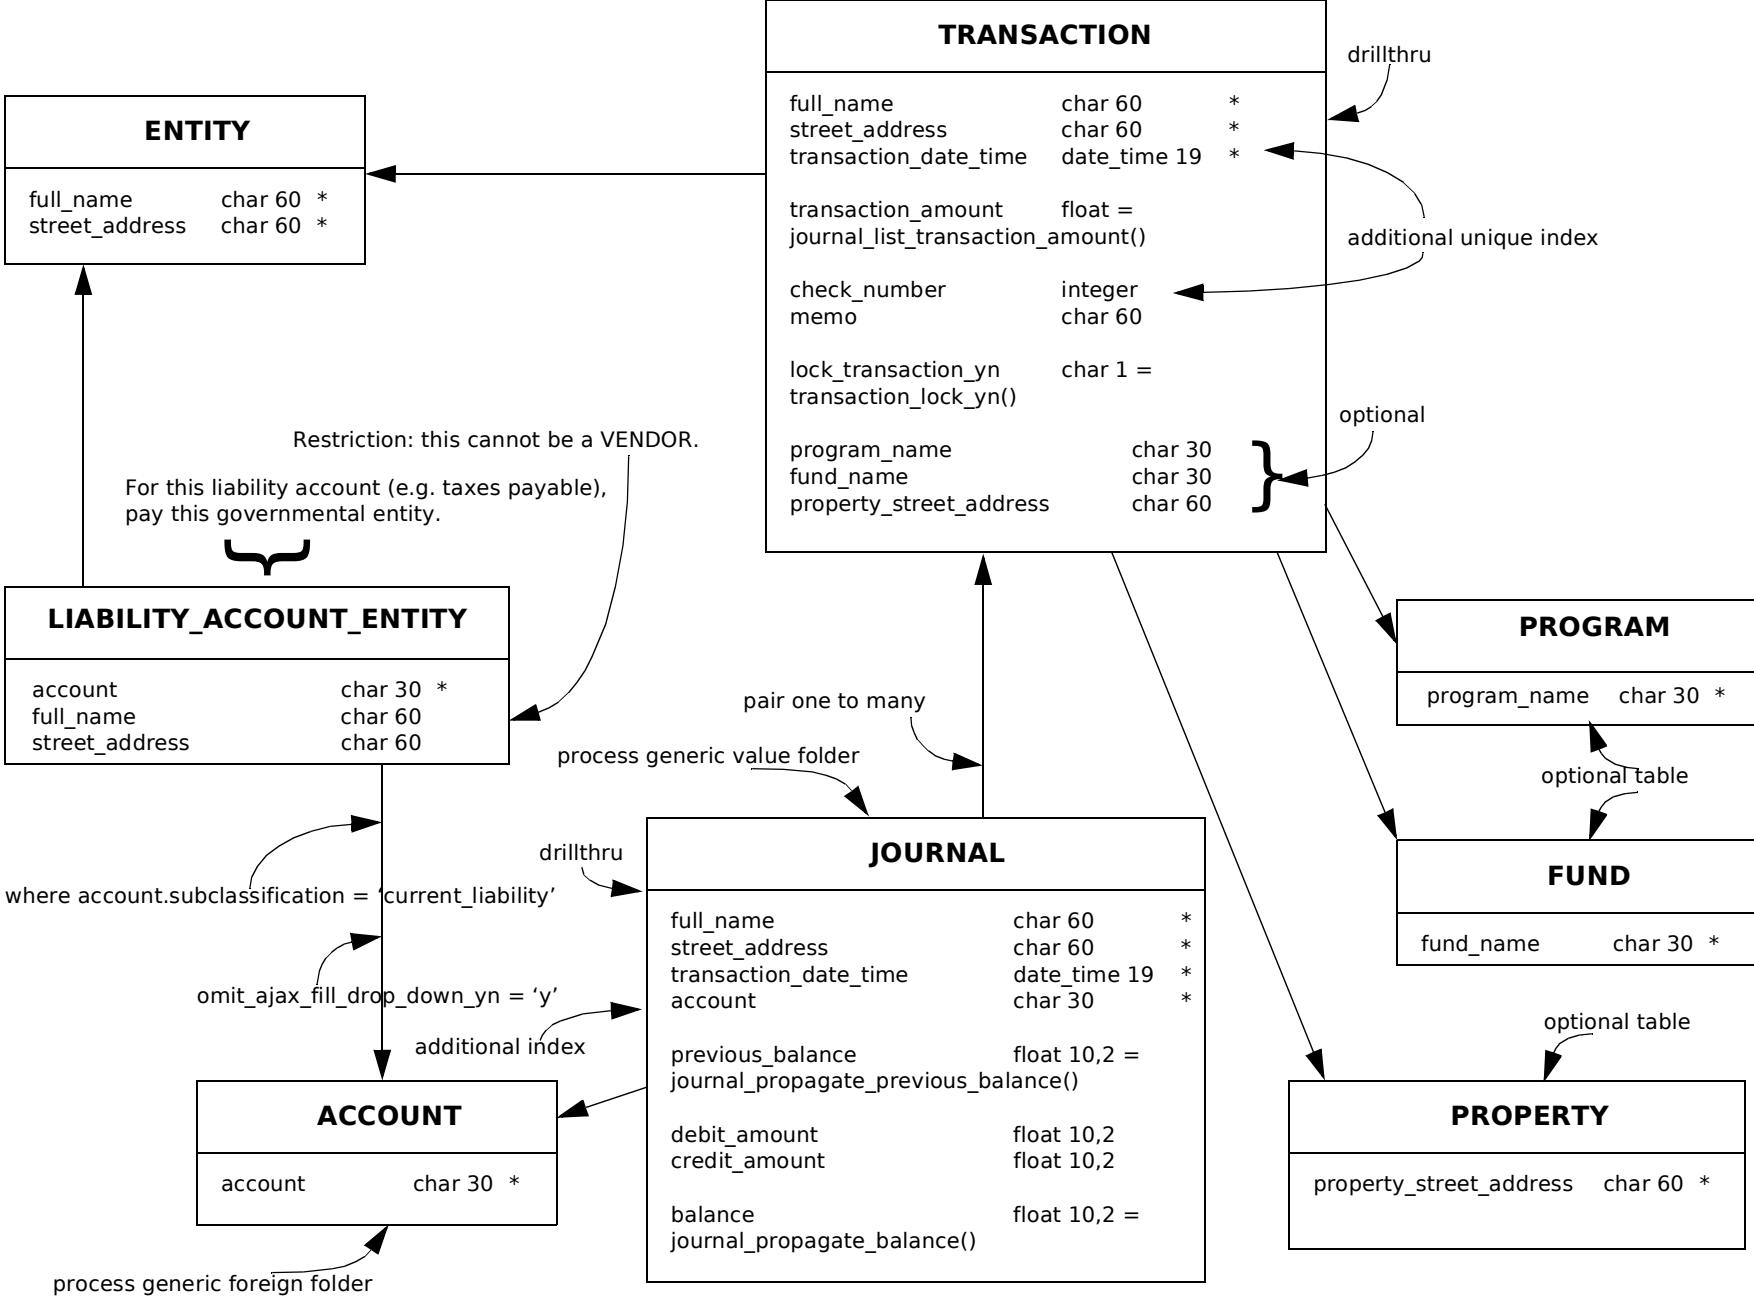 TRANSACTION
full_name char 60 *
street_address char 60 *
transaction_date_time date_time 19 *
transaction_amount float =
journal_list_transaction_amount()
check_number integer
memo char 60
lock_transaction_yn char 1 =
transaction_lock_yn()
program_name char 30
fund_name char 30
property_street_address char 60
}
drillthru
additional unique index
optional
ENTITY
full_name char 60 *
street_address char 60 *
Restriction: this cannot be a VENDOR.
For this liability account (e.g. taxes payable),
pay this governmental entity.
}
LIABILITY_ACCOUNT_ENTITY
account char 30 *
full_name char 60
street_address char 60
where account.subclassification = ‘current_liability’
omit_ajax_fill_drop_down_yn = ‘y’
ACCOUNT
account char 30 *
process generic foreign folder
pair one to many
process generic value folder
drillthru
additional index
JOURNAL
full_name char 60 *
street_address char 60 *
transaction_date_time date_time 19 *
account char 30 *
previous_balance float 10,2 =
journal_propagate_previous_balance()
debit_amount float 10,2
credit_amount float 10,2
balance float 10,2 =
journal_propagate_balance()
PROGRAM
program_name char 30 *
optional table
FUND
fund_name char 30 *
optional table
PROPERTY
property_street_address char 60 *